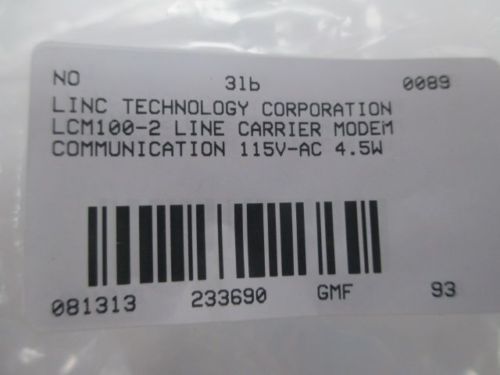 NO 3lb 0089
LINC TECHNOLOGY CORPORATION
LCM100-2 LINE CARRIER MODEM
COMMUNICATION 115V-AC 4.5W
081313 233690 GMF 93